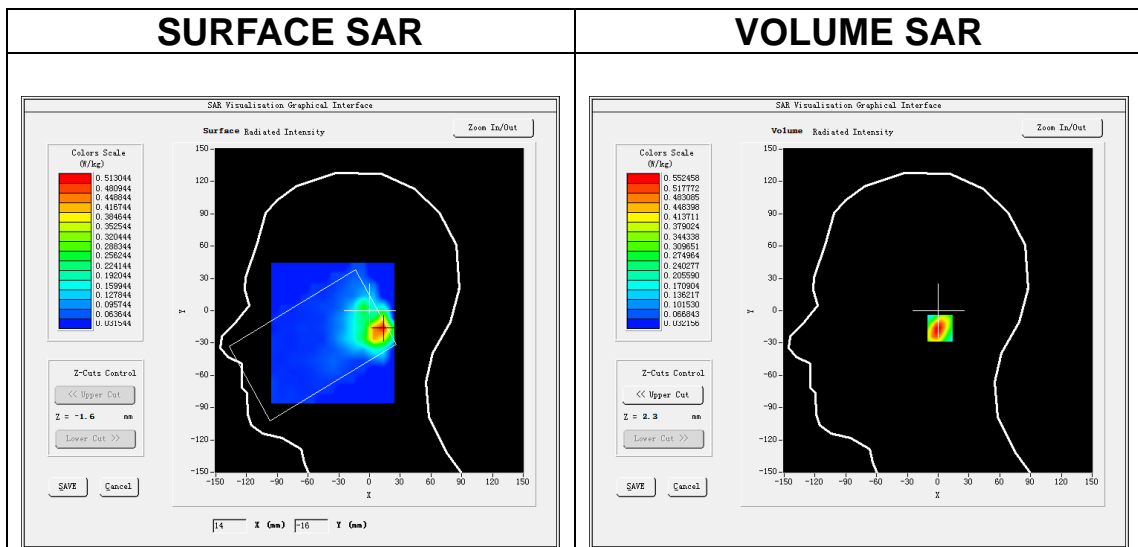 SURFACE SAR
SAR Visualisation Graphical Interface
Surface Radiated Intensity
Zoom In/Out
Colors Scale
(W/kg)
0.513044
0.480944
0.448844
0.416744
0.384644
0.352544
0.320444
0.288344
0.256244
0.224144
0.192044
0.159944
0.127844
0.095744
0.063644
0.031544
150
120
90
60
30
0
-30
-60
-90
-120
-150
Y
-150 -120 -90 -60 -30 0 30 60 90 120 150
X
Z-Cuts Control
<< Upper Cut
Z = -1.6 mm
Lower Cut >>
SAVE Cancel
14 X (mm) -16 Y (mm)
VOLUME SAR
SAR Visualisation Graphical Interface
Volume Radiated Intensity
Zoom In/Out
Colors Scale
(W/kg)
0.552458
0.517772
0.483085
0.448398
0.413711
0.379024
0.344338
0.309651
0.274964
0.240277
0.205590
0.170904
0.136217
0.101530
0.066843
0.032156
150
120
90
60
30
0
-30
-60
-90
-120
-150
Y
-150 -120 -90 -60 -30 0 30 60 90 120 150
X
Z-Cuts Control
<< Upper Cut
Z = 2.3 mm
Lower Cut >>
SAVE Cancel